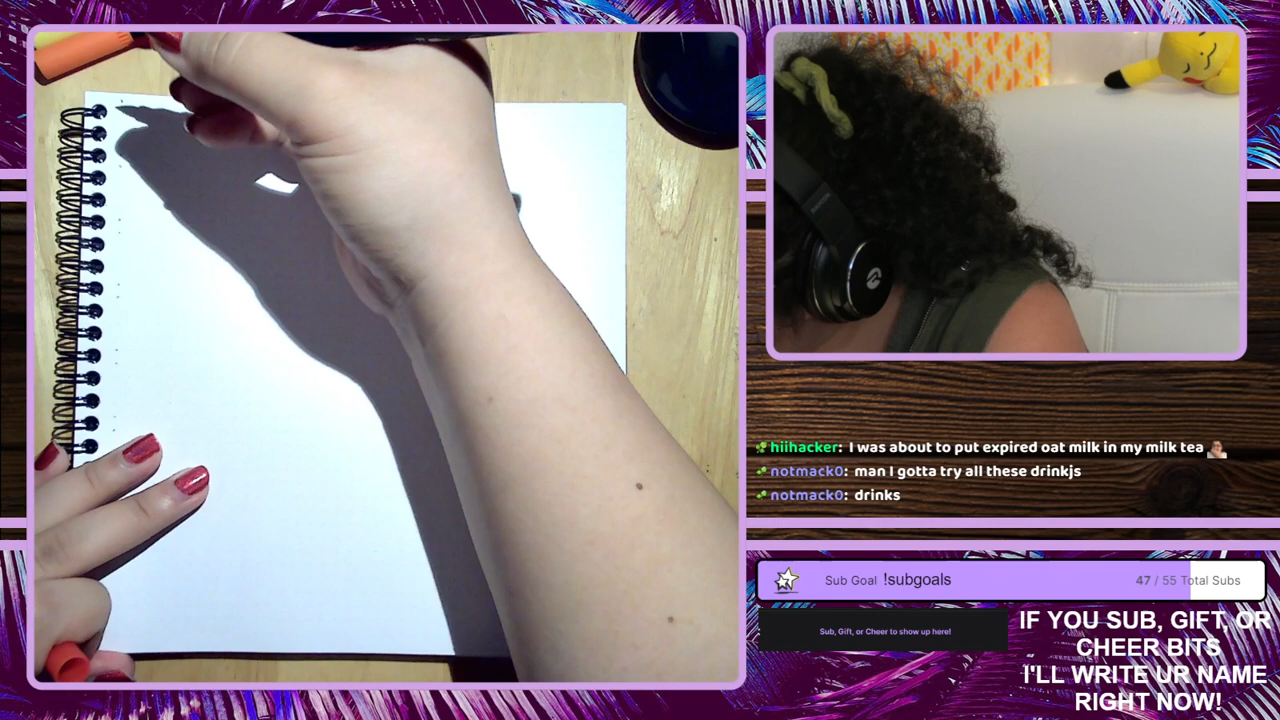 hiihacker: I was about to put expired oat milk in my milk tea
notmack0: man I gotta try all these drinkjs
notmack0: drinks
Sub Goal !subgoals 47 / 55 Total Subs
Sub, Gift, or Cheer to show up here!
IF YOU SUB, GIFT, OR
CHEER BITS
I'LL WRITE UR NAME
RIGHT NOW!